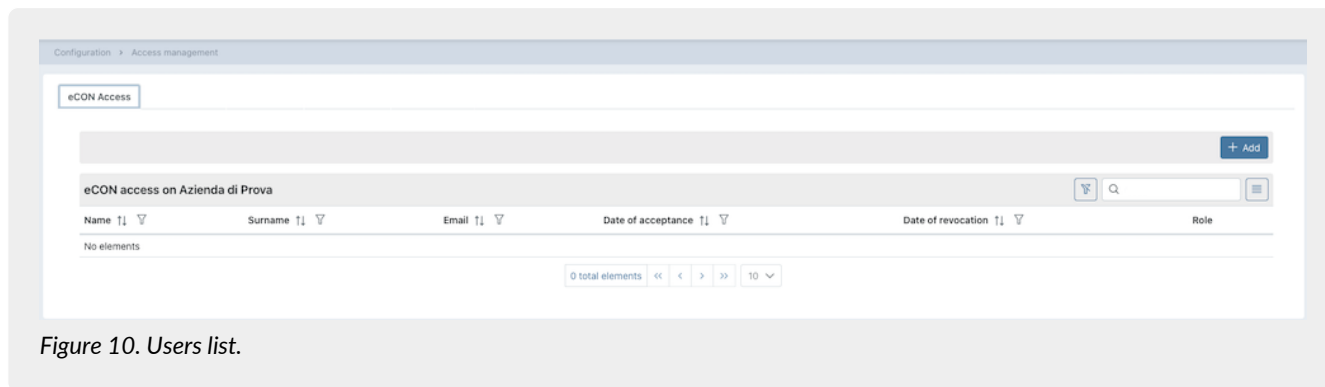 Configuration Access management
eCON Access
+ Add
eCON access on Azienda di Prova
Name Surname Email Date of acceptance Date of revocation Role
No elements
0 total elements << < > >> 10
Figure 10. Users list.